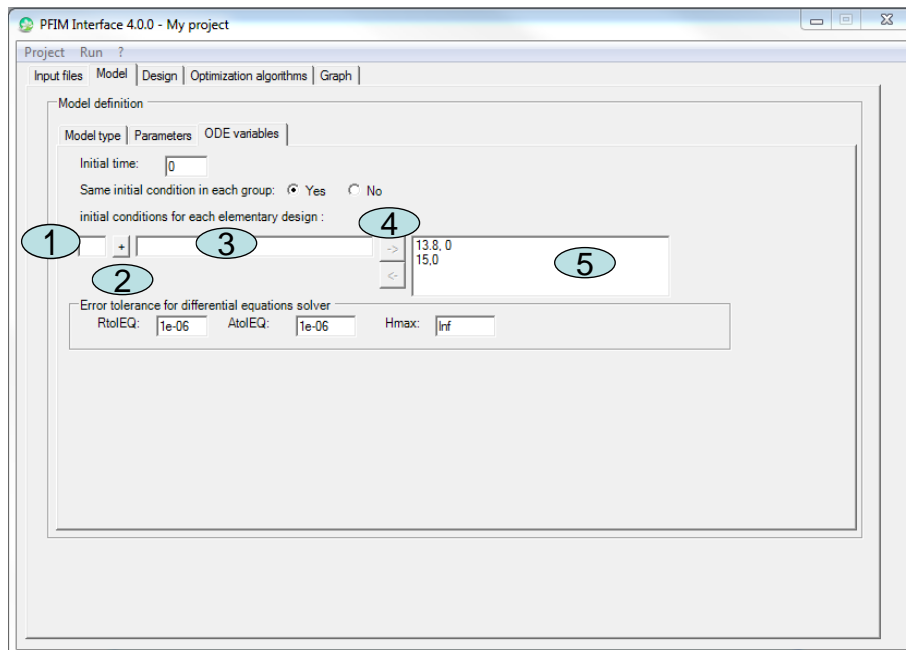 PFIM Interface 4.0.0 - My project
Project Run ?
Input files Model Design Optimization algorithms Graph
Model definition
Model type Parameters ODE variables
Initial time: 0
Same initial condition in each group: Yes No
initial conditions for each elementary design :
4
1 + 3 -> 13.8, 0
15,0
5
2 <-
Error tolerance for differential equations solver
RtolEQ: 1e-06 AtolEQ: 1e-06 Hmax: Inf